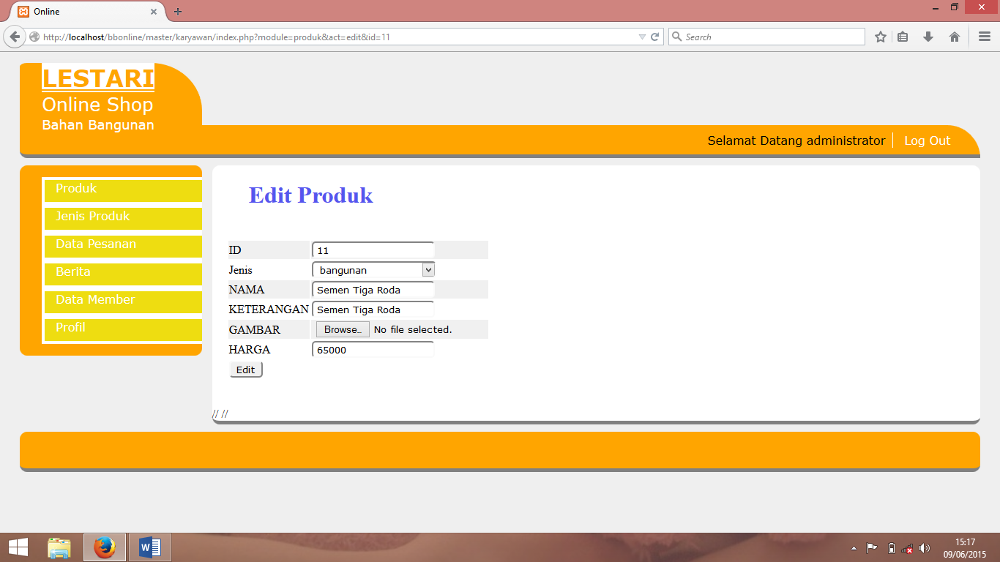 Online
http://localhost/bbonline/master/karyawan/index.php?module=produk&act=edit&id=11
Search
LESTARI
Online Shop
Bahan Bangunan
Selamat Datang administrator
Log Out
Produk
Jenis Produk
Data Pesanan
Berita
Data Member
Profil
Edit Produk
ID 11
Jenis bangunan
NAMA Semen Tiga Roda
KETERANGAN Semen Tiga Roda
GAMBAR Browse... No file selected.
HARGA 65000
Edit
// //
15:17
09/06/2015